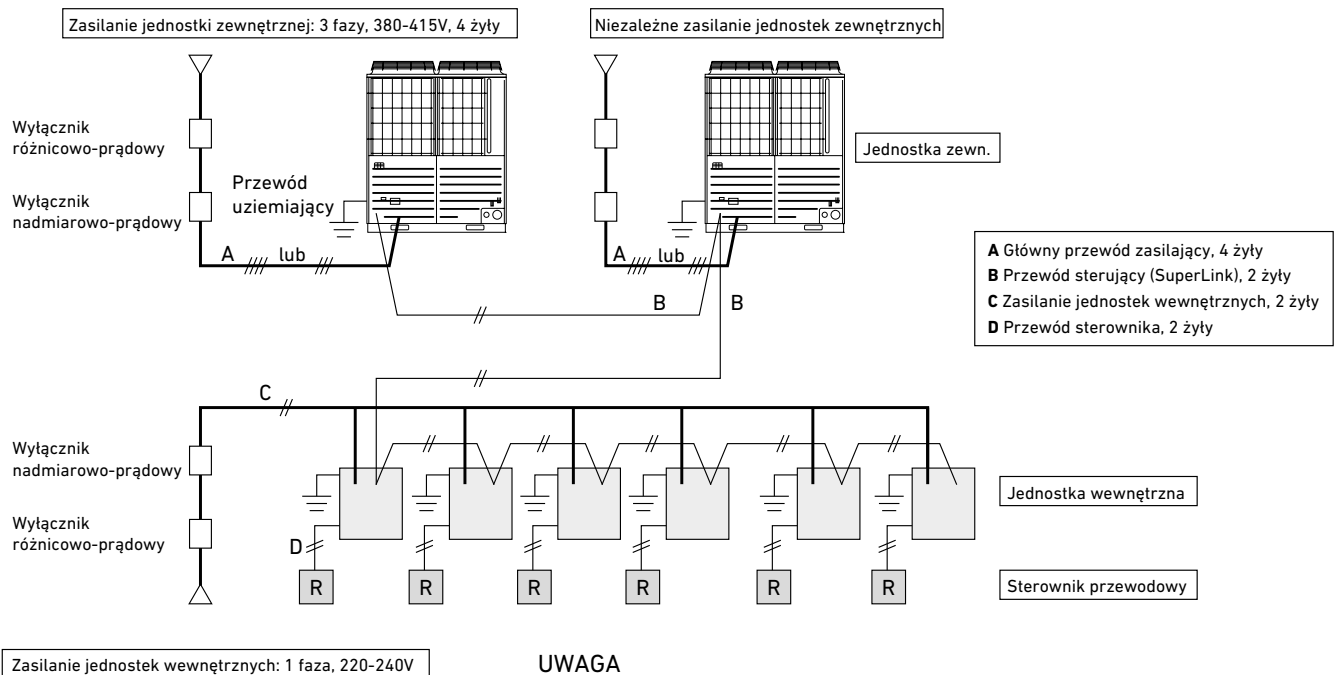 Zasilanie jednostki zewnętrznej: 3 fazy, 380-415V, 4 żyły
Niezależne zasilanie jednostek zewnętrznych
Wyłącznik
różnicowo-prądowy
Jednostka zewn.
Wyłącznik
nadmiarowo-prądowy
Przewód
uziemiający
A lub
A lub
A Główny przewód zasilający, 4 żyły
B Przewód sterujący (SuperLink), 2 żyły
C Zasilanie jednostek wewnętrznych, 2 żyły
D Przewód sterownika, 2 żyły
B B
C
Wyłącznik
nadmiarowo-prądowy
Jednostka wewnętrzna
Wyłącznik
różnicowo-prądowy
D
R R R R R R
Sterownik przewodowy
Zasilanie jednostek wewnętrznych: 1 faza, 220-240V
UWAGA